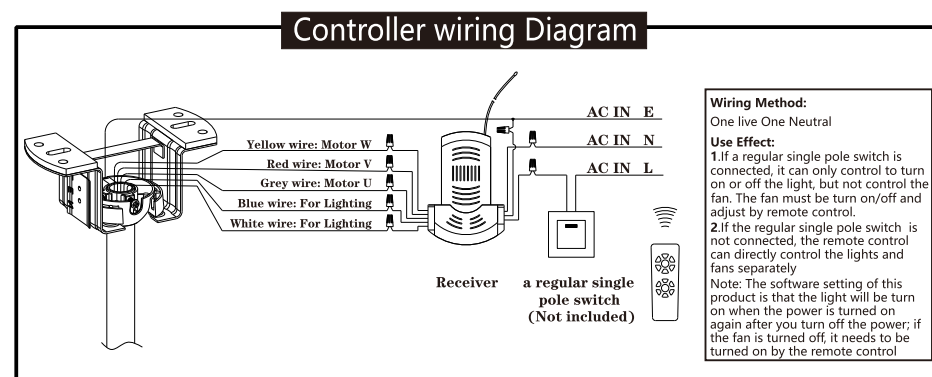 Controller wiring Diagram
Yellow wire: Motor W
Red wire: Motor V
Grey wire: Motor U
Blue wire: For Lighting
White wire: For Lighting
AC IN E
AC IN N
AC IN L
Receiver
a regular single
pole switch
(Not included)
Wiring Method:
One live One Neutral
Use Effect:
1.If a regular single pole switch is
connected, it can only control to turn
on or off the light, but not control the
fan. The fan must be turn on/off and
adjust by remote control.
2.If the regular single pole switch is
not connected, the remote control
can directly control the lights and
fans separately
Note: The software setting of this
product is that the light will be turn
on when the power is turned on
again after you turn off the power; if
the fan is turned off, it needs to be
turned on by the remote control